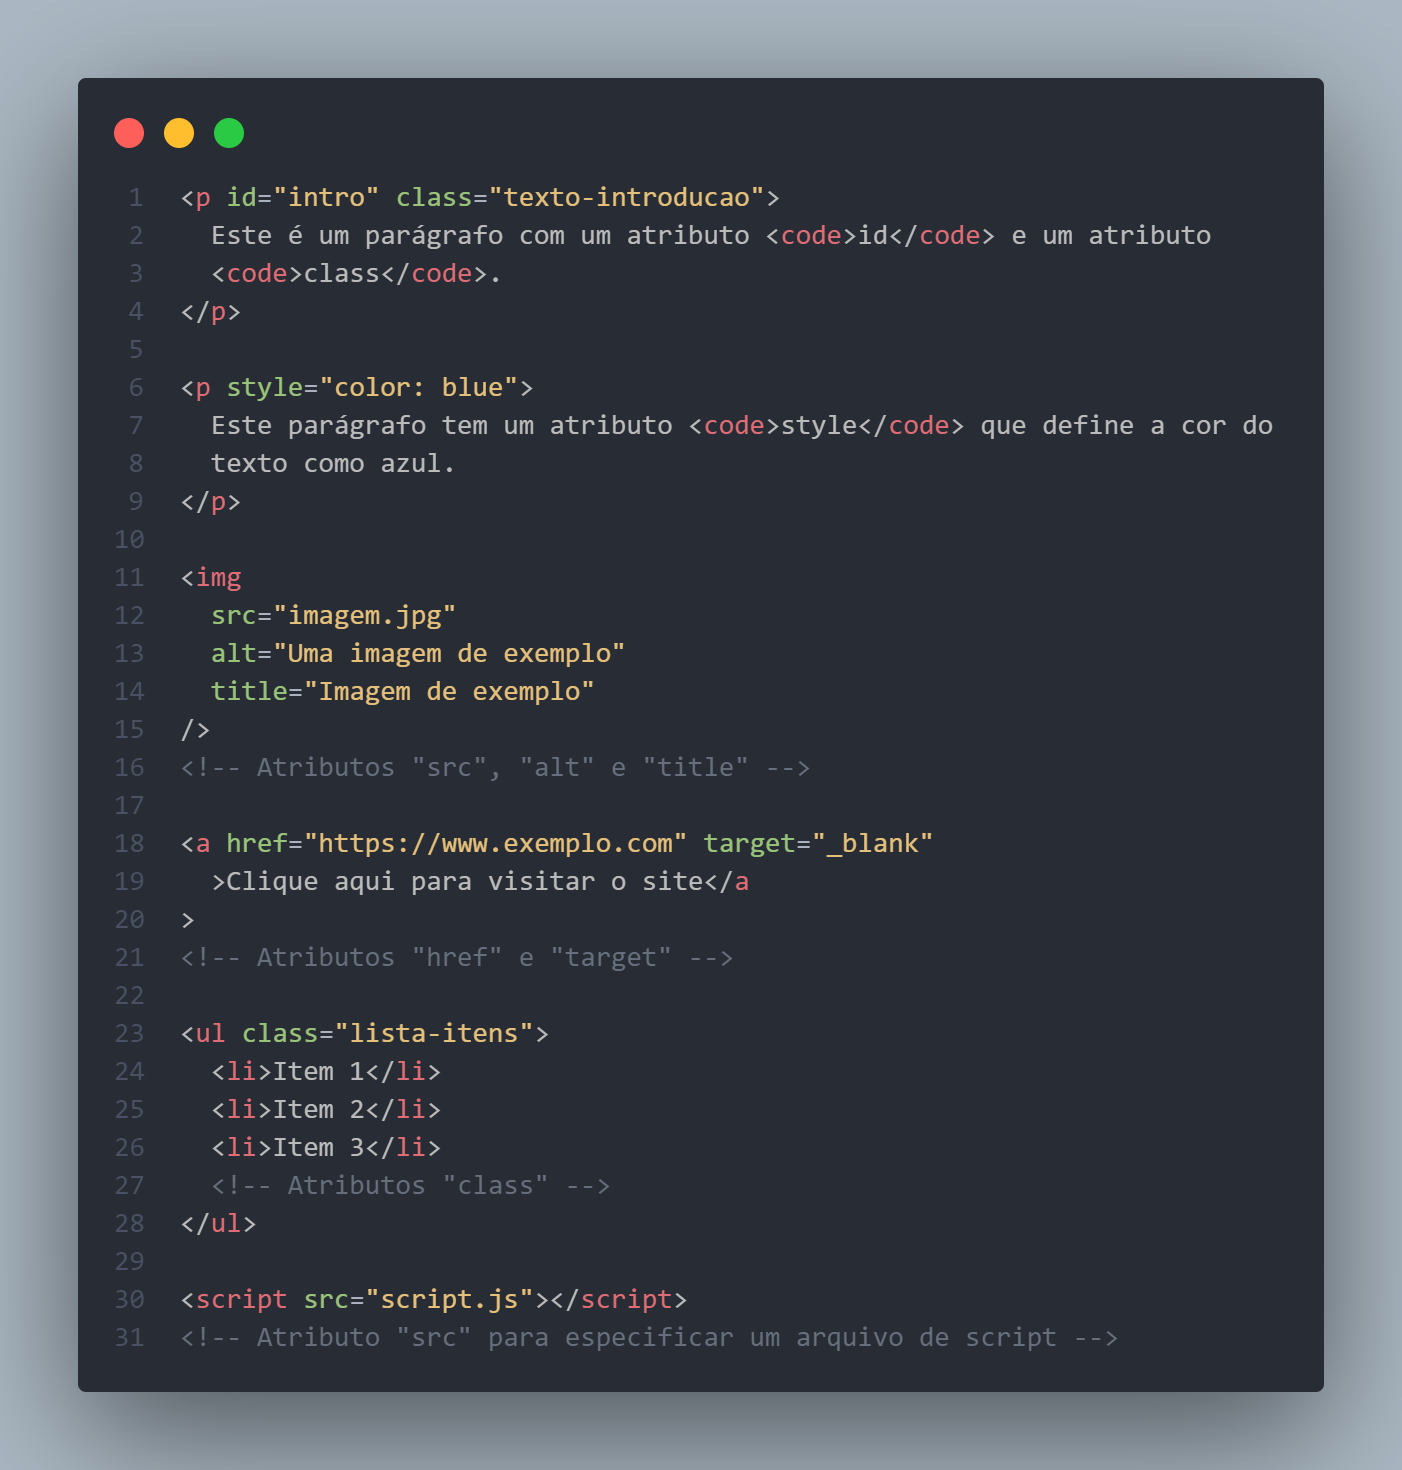 1 <p id="intro" class="texto-introducao">
2   Este é um parágrafo com um atributo <code>id</code> e um atributo
3   <code>class</code>.
4 </p>
5
6 <p style="color: blue">
7   Este parágrafo tem um atributo <code>style</code> que define a cor do
8   texto como azul.
9 </p>
10
11 <img
12   src="imagem.jpg"
13   alt="Uma imagem de exemplo"
14   title="Imagem de exemplo"
15 />
16 <!-- Atributos "src", "alt" e "title" -->
17
18 <a href="https://www.exemplo.com" target="_blank"
19   >Clique aqui para visitar o site</a
20 >
21 <!-- Atributos "href" e "target" -->
22
23 <ul class="lista-itens">
24   <li>Item 1</li>
25   <li>Item 2</li>
26   <li>Item 3</li>
27   <!-- Atributos "class" -->
28 </ul>
29
30 <script src="script.js"></script>
31 <!-- Atributo "src" para especificar um arquivo de script -->